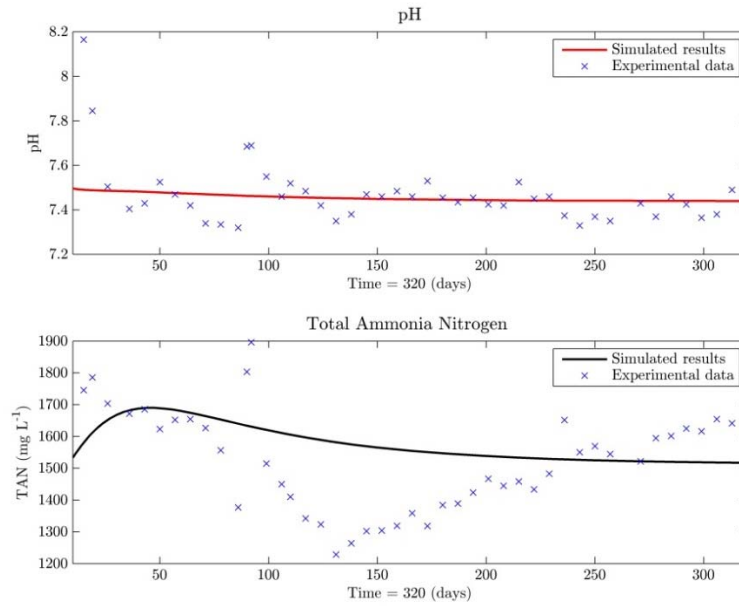 pH
8.2
8
7.8
7.6
7.4
7.2
pH
Simulated results
Experimental data
50
100
150
200
250
300
Time = 320 (days)
Total Ammonia Nitrogen
1900
1800
1700
1600
1500
1400
1300
1200
TAN (mg L⁻¹)
Simulated results
Experimental data
50
100
150
200
250
300
Time = 320 (days)